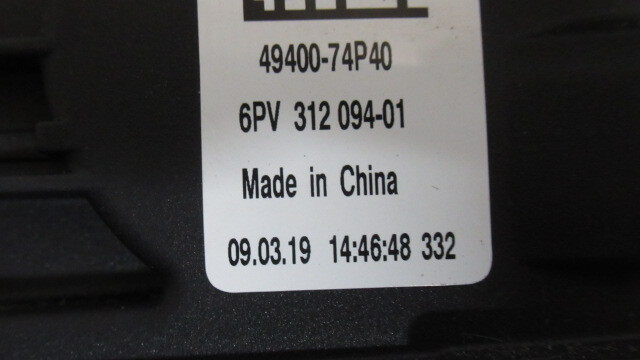 49400-74P40
6PV 312 094-01
Made in China
09.03.19 14:46:48 332